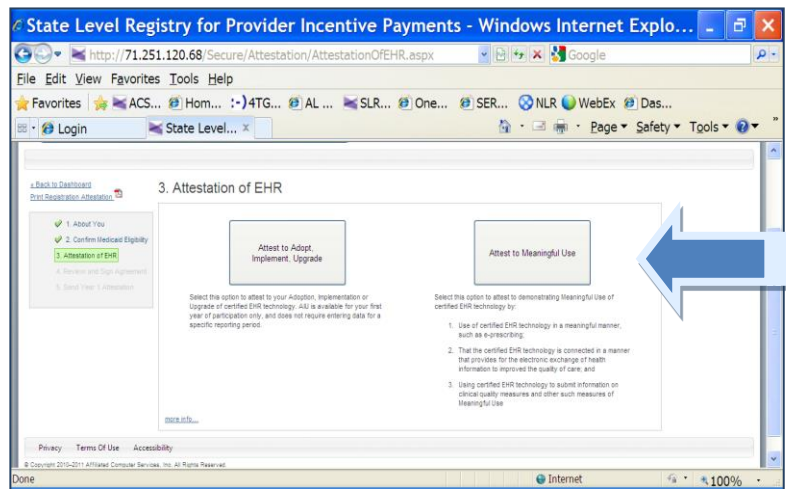 State Level Registry for Provider Incentive Payments - Windows Internet Explo...
http://71.251.120.68/Secure/Attestation/AttestationOfEHR.aspx
Google
File Edit View Favorites Tools Help
Favorites ACS... Hom... :-)4TG... AL ... SLR... One... SER... NLR WebEx Das...
Login State Level... x Page Safety Tools
« Back to Dashboard
Print Registration Attestation
3. Attestation of EHR
1. About You
2. Confirm Medicaid Eligibility
3. Attestation of EHR
4. Review and Sign Agreement
5. Send Year 1 Attestation
Attest to Adopt,
Implement, Upgrade
Select this option to attest to your Adoption, Implementation or
Upgrade of certified EHR technology. AIU is available for your first
year of participation only, and does not require entering data for a
specific reporting period.
Attest to Meaningful Use
Select this option to attest to demonstrating Meaningful Use of
certified EHR technology by:
1. Use of certified EHR technology in a meaningful manner,
such as e-prescribing;
2. That the certified EHR technology is connected in a manner
that provides for the electronic exchange of health
information to improved the quality of care; and
3. Using certified EHR technology to submit information on
clinical quality measures and other such measures of
Meaningful Use
more info...
Privacy Terms Of Use Accessibility
© Copyright 2010-2011 Affiliated Computer Services, Inc. All Rights Reserved.
Done Internet 100%